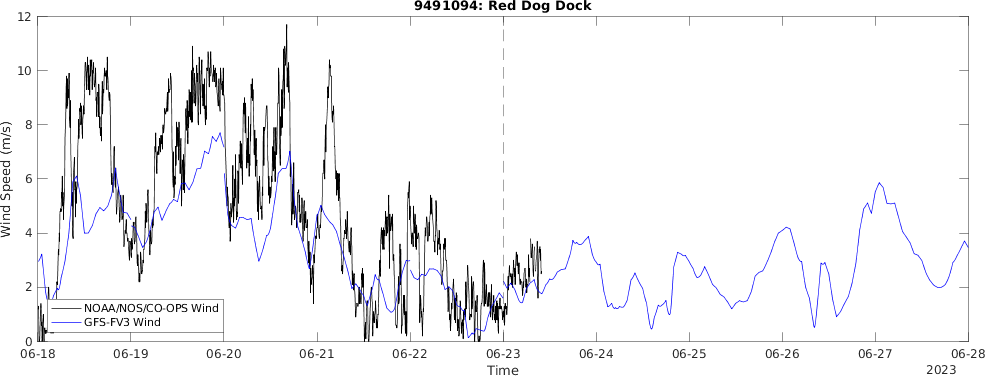 9491094: Red Dog Dock
Wind Speed (m/s)
12
10
8
6
4
2
0
NOAA/NOS/CO-OPS Wind
GFS-FV3 Wind
06-18 06-19 06-20 06-21 06-22 06-23 06-24 06-25 06-26 06-27 06-28
Time
2023